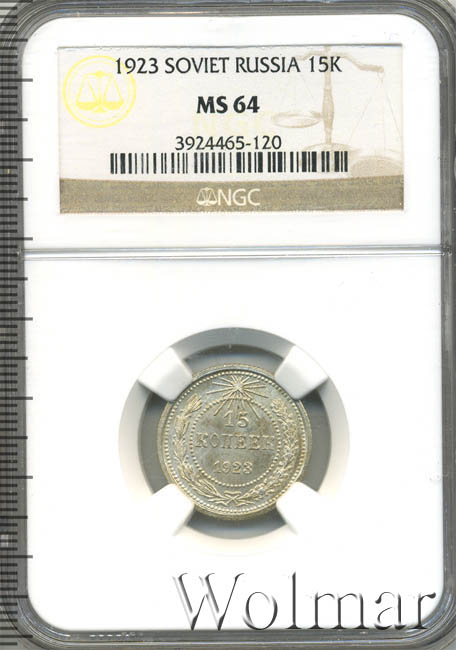 1923 SOVIET RUSSIA 15K
MS 64
3924465-120
NGC
15
КОПЕЕК
1923
Wolmar